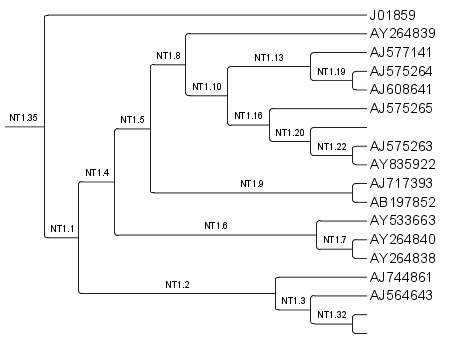 J01859
AY264839
NT1.8
AJ577141
NT1.13
AJ575264
NT1.19
AJ608641
NT1.10
AJ575265
NT1.16
NT1.35
NT1.5
NT1.20
AJ575263
NT1.22
AY835922
NT1.4
AJ717393
NT1.9
AB197852
AY533663
NT1.6
NT1.1
AY264840
NT1.7
AY264838
AJ744861
NT1.2
AJ564643
NT1.3
NT1.32